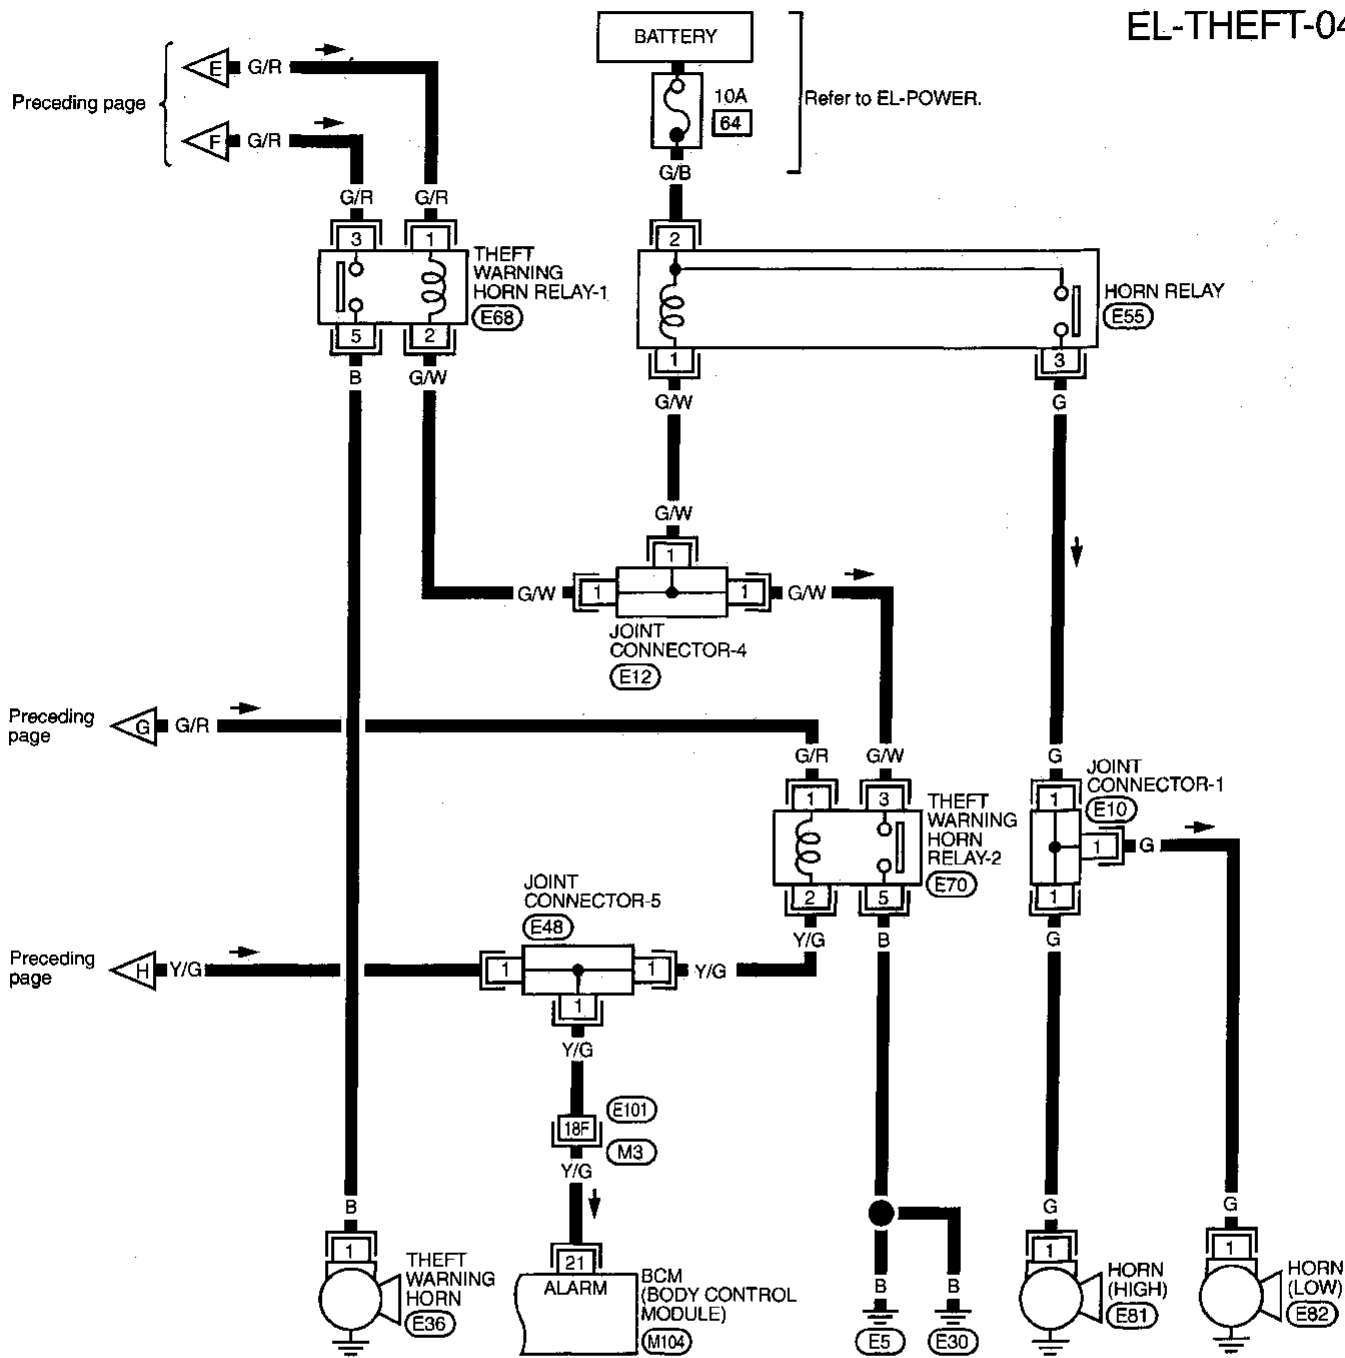 EL-THEFT-04
BATTERY
E G/R
10A
Refer to EL-POWER.
Preceding page
64
F G/R
G/B
G/R G/R
3 1
2
THEFT
WARNING
HORN RELAY-1
E68
HORN RELAY
E55
5 2
1
3
B G/W
G/W
G
G/W
1
G/W 1
1 G/W
JOINT
CONNECTOR-4
E12
Preceding
page
G G/R
G/R G/W
G
JOINT
CONNECTOR-1
E10
1 3
1
THEFT
WARNING
HORN
RELAY-2
E70
1 G
JOINT
CONNECTOR-5
E48
2 5
1
Y/G B
G
Preceding
page
H Y/G
1
1 Y/G
1
Y/G
E101
18F
M3
Y/G
B
G
G
1
21
1
1
THEFT
WARNING
HORN
E36
ALARM
BCM
(BODY CONTROL
MODULE)
M104
B B
E5 E30
HORN
(HIGH)
E81
HORN
(LOW)
E82